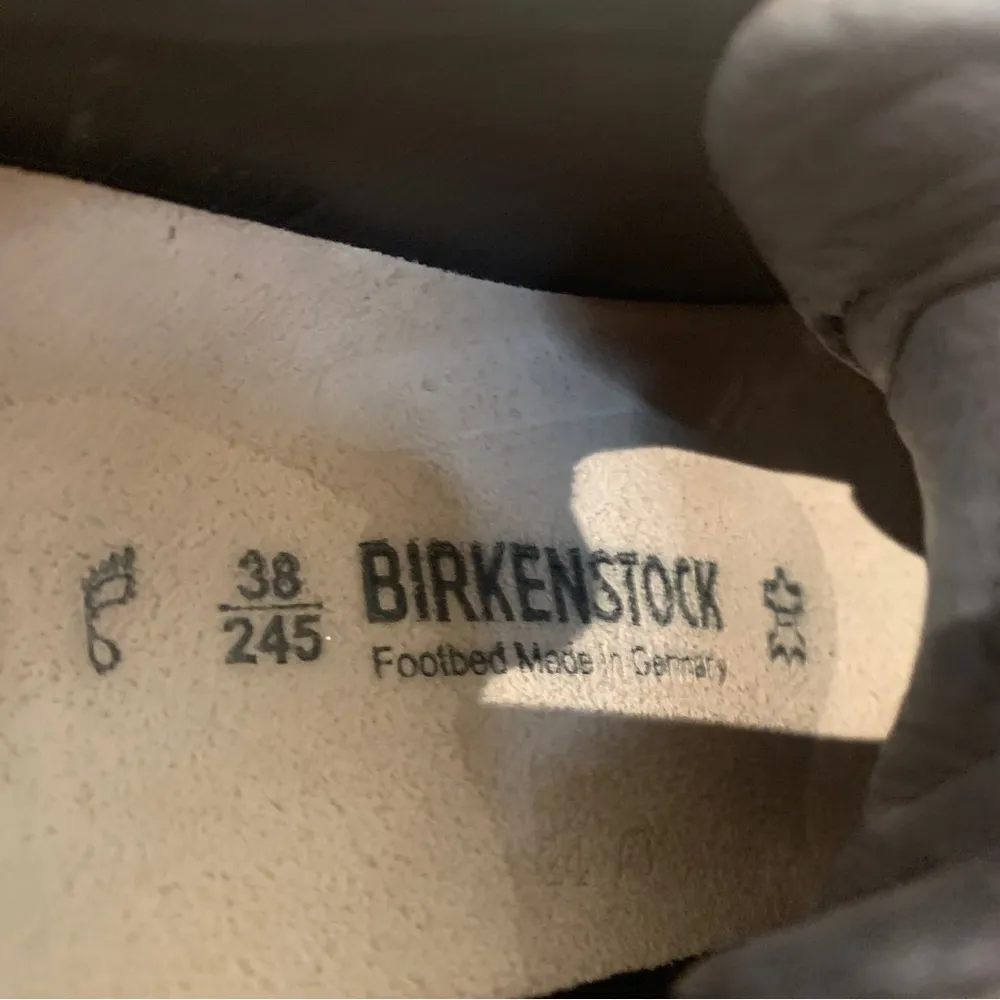 38
245
BIRKENSTOCK
Footbed Made in Germany